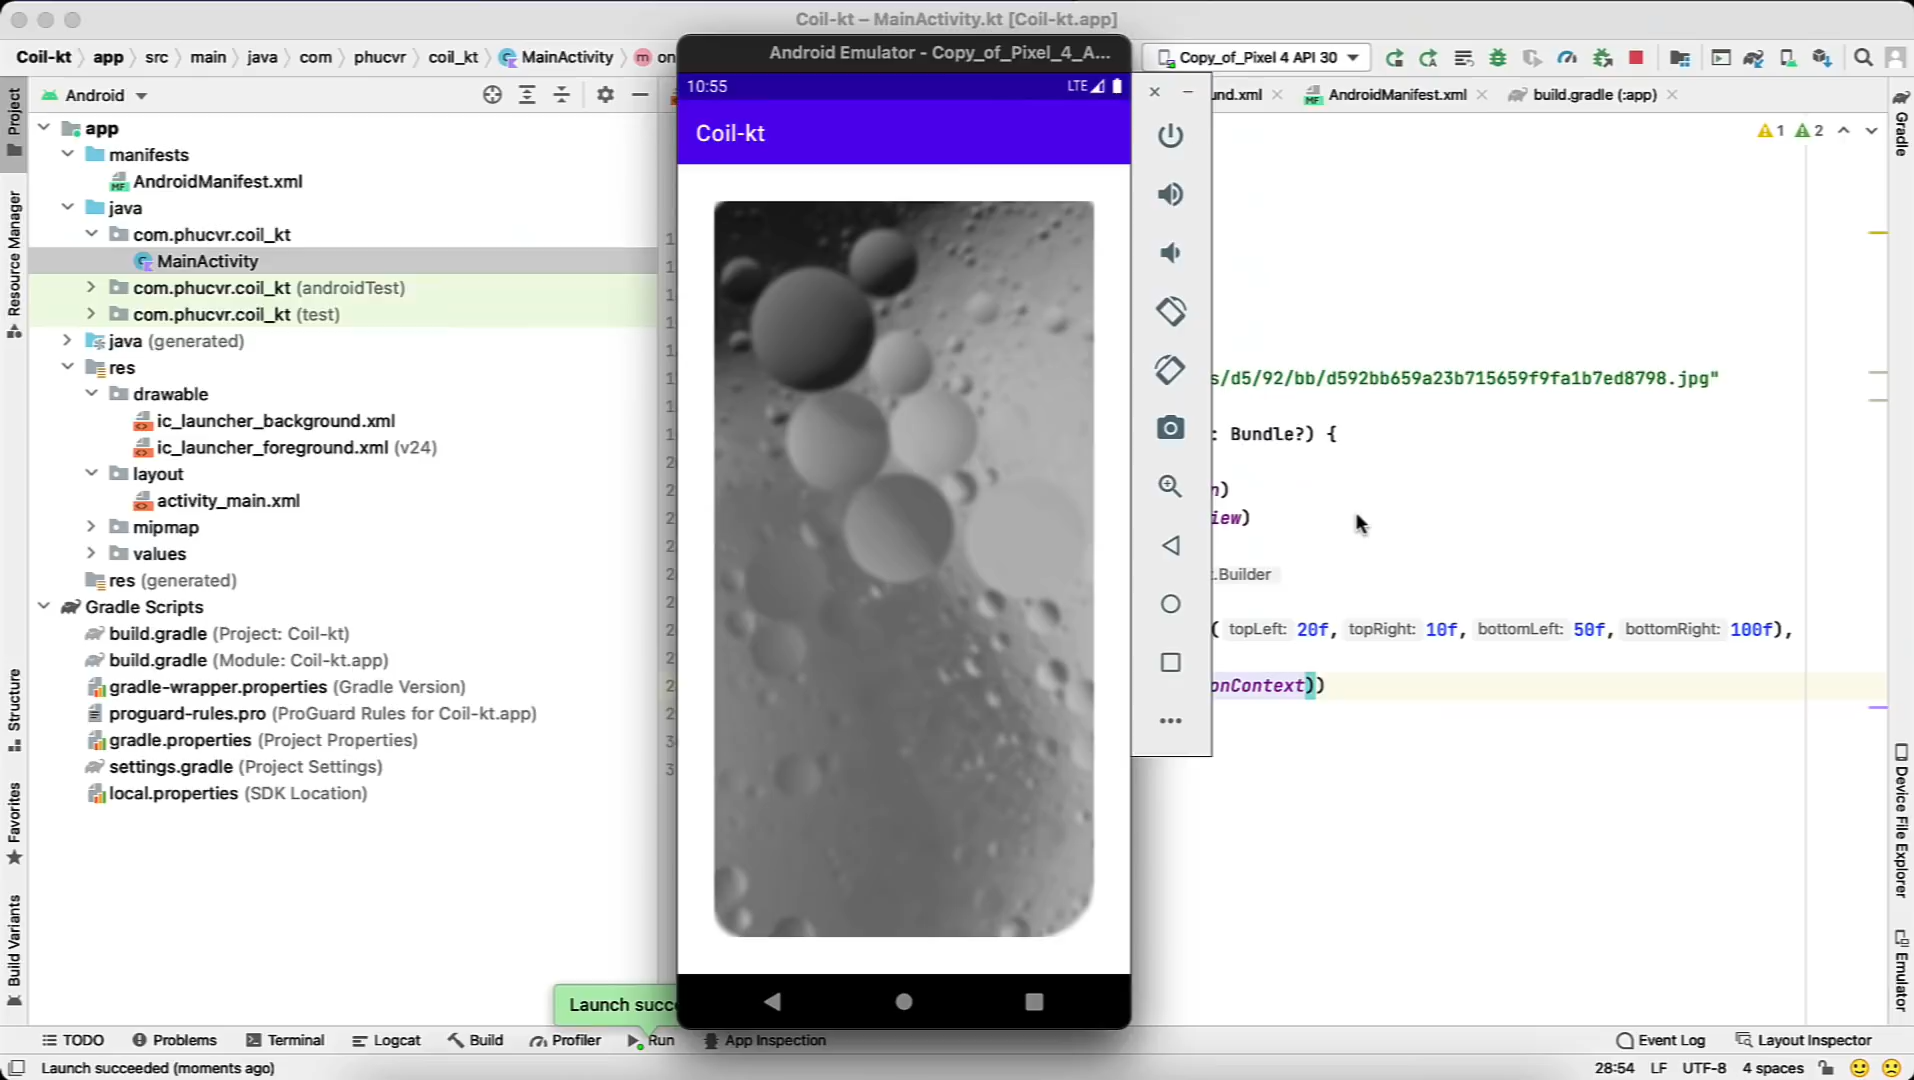 Coil-kt – MainActivity.kt [Coil-kt.app]
Coil-kt app src main java com phucvr coil_kt MainActivity m on
Copy_of_Pixel 4 API 30
Android Emulator - Copy_of_Pixel_4_A...
Android
und.xml AndroidManifest.xml build.gradle (:app)
10:55 LTE
Coil-kt
1 2
app
manifests
AndroidManifest.xml
java
com.phucvr.coil_kt
MainActivity
com.phucvr.coil_kt (androidTest)
com.phucvr.coil_kt (test)
java (generated)
res
drawable
ic_launcher_background.xml
ic_launcher_foreground.xml (v24)
layout
activity_main.xml
mipmap
values
res (generated)
Gradle Scripts
build.gradle (Project: Coil-kt)
build.gradle (Module: Coil-kt.app)
gradle-wrapper.properties (Gradle Version)
proguard-rules.pro (ProGuard Rules for Coil-kt.app)
gradle.properties (Project Properties)
settings.gradle (Project Settings)
local.properties (SDK Location)
s/d5/92/bb/d592bb659a23b715659f9fa1b7ed8798.jpg"
: Bundle?) {
n)
iew)
t.Builder
( topLeft: 20f, topRight: 10f, bottomLeft: 50f, bottomRight: 100f),
onContext))
Project
Resource Manager
Structure
Favorites
Build Variants
Gradle
Device File Explorer
Emulator
Launch succe
TODO Problems Terminal Logcat Build Profiler Run App Inspection Event Log Layout Inspector
Launch succeeded (moments ago) 28:54 LF UTF-8 4 spaces